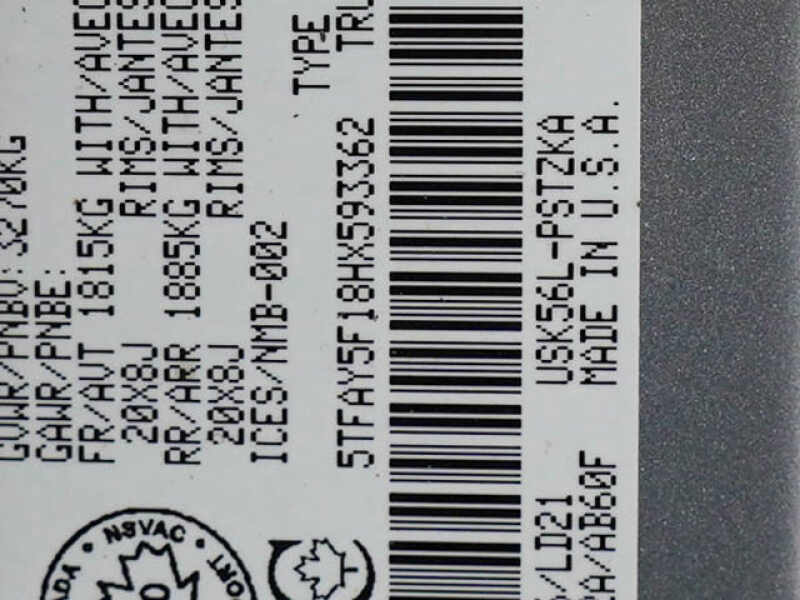 GVWR/PNBV: 3270KG
GAWR/PNBE:
FR/AVT 1815KG WITH/AVEC
20X8J RIMS/JANTES
RR/ARR 1885KG WITH/AVEC
20X8J RIMS/JANTES
ICES/NMB-002
TYPE
5TFAY5F18HX593362
USK56L-PSTZKA
/LD21
MADE IN U.S.A.
/AB60F
NSVAC